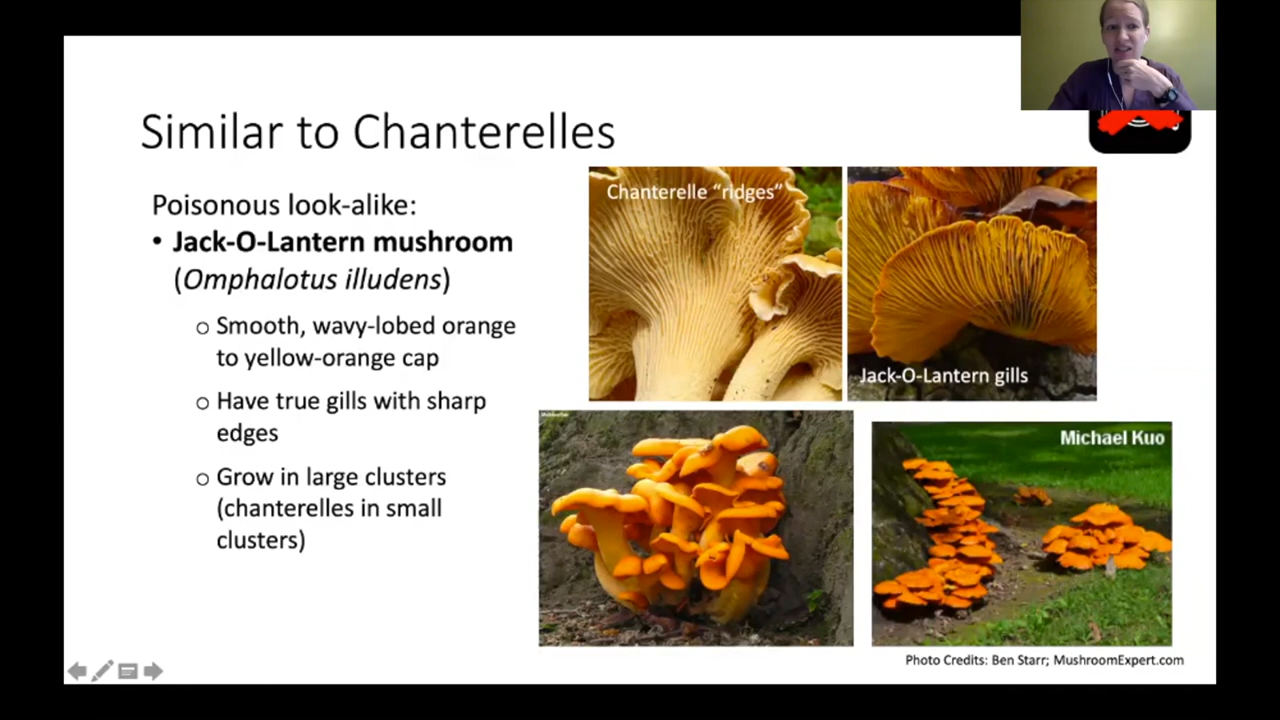 Similar to Chanterelles
Poisonous look-alike:
• Jack-O-Lantern mushroom
(Omphalotus illudens)
o Smooth, wavy-lobed orange
to yellow-orange cap
o Have true gills with sharp
edges
o Grow in large clusters
(chanterelles in small
clusters)
Chanterelle “ridges”
Jack-O-Lantern gills
Michael Kuo
Photo Credits: Ben Starr; MushroomExpert.com